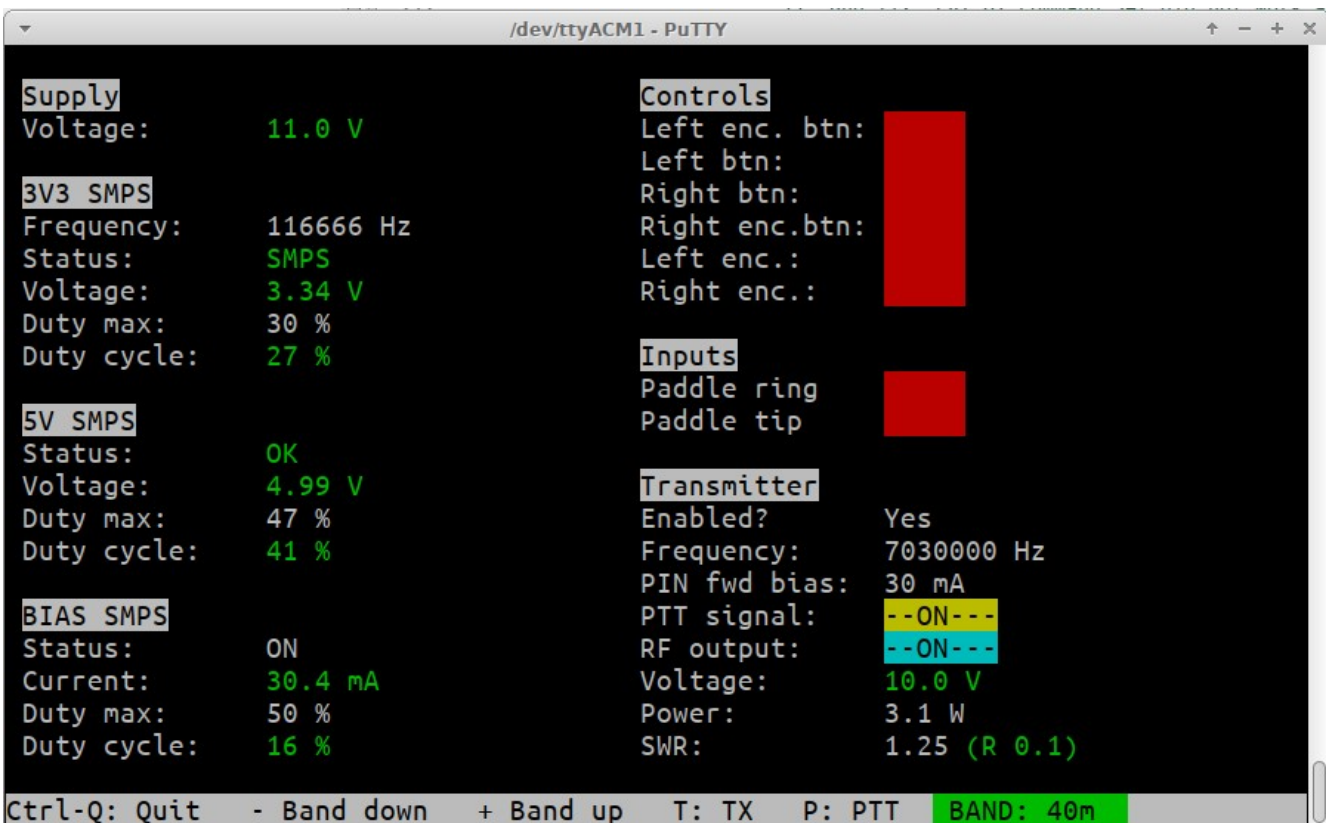 /dev/ttyACM1 - PuTTY
Supply
Voltage: 11.0 V
3V3 SMPS
Frequency: 116666 Hz
Status: SMPS
Voltage: 3.34 V
Duty max: 30 %
Duty cycle: 27 %
5V SMPS
Status: OK
Voltage: 4.99 V
Duty max: 47 %
Duty cycle: 41 %
BIAS SMPS
Status: ON
Current: 30.4 mA
Duty max: 50 %
Duty cycle: 16 %
Controls
Left enc. btn:
Left btn:
Right btn:
Right enc.btn:
Left enc.:
Right enc.:
Inputs
Paddle ring
Paddle tip
Transmitter
Enabled? Yes
Frequency: 7030000 Hz
PIN fwd bias: 30 mA
PTT signal: --ON---
RF output: --ON---
Voltage: 10.0 V
Power: 3.1 W
SWR: 1.25 (R 0.1)
Ctrl-Q: Quit - Band down + Band up T: TX P: PTT BAND: 40m